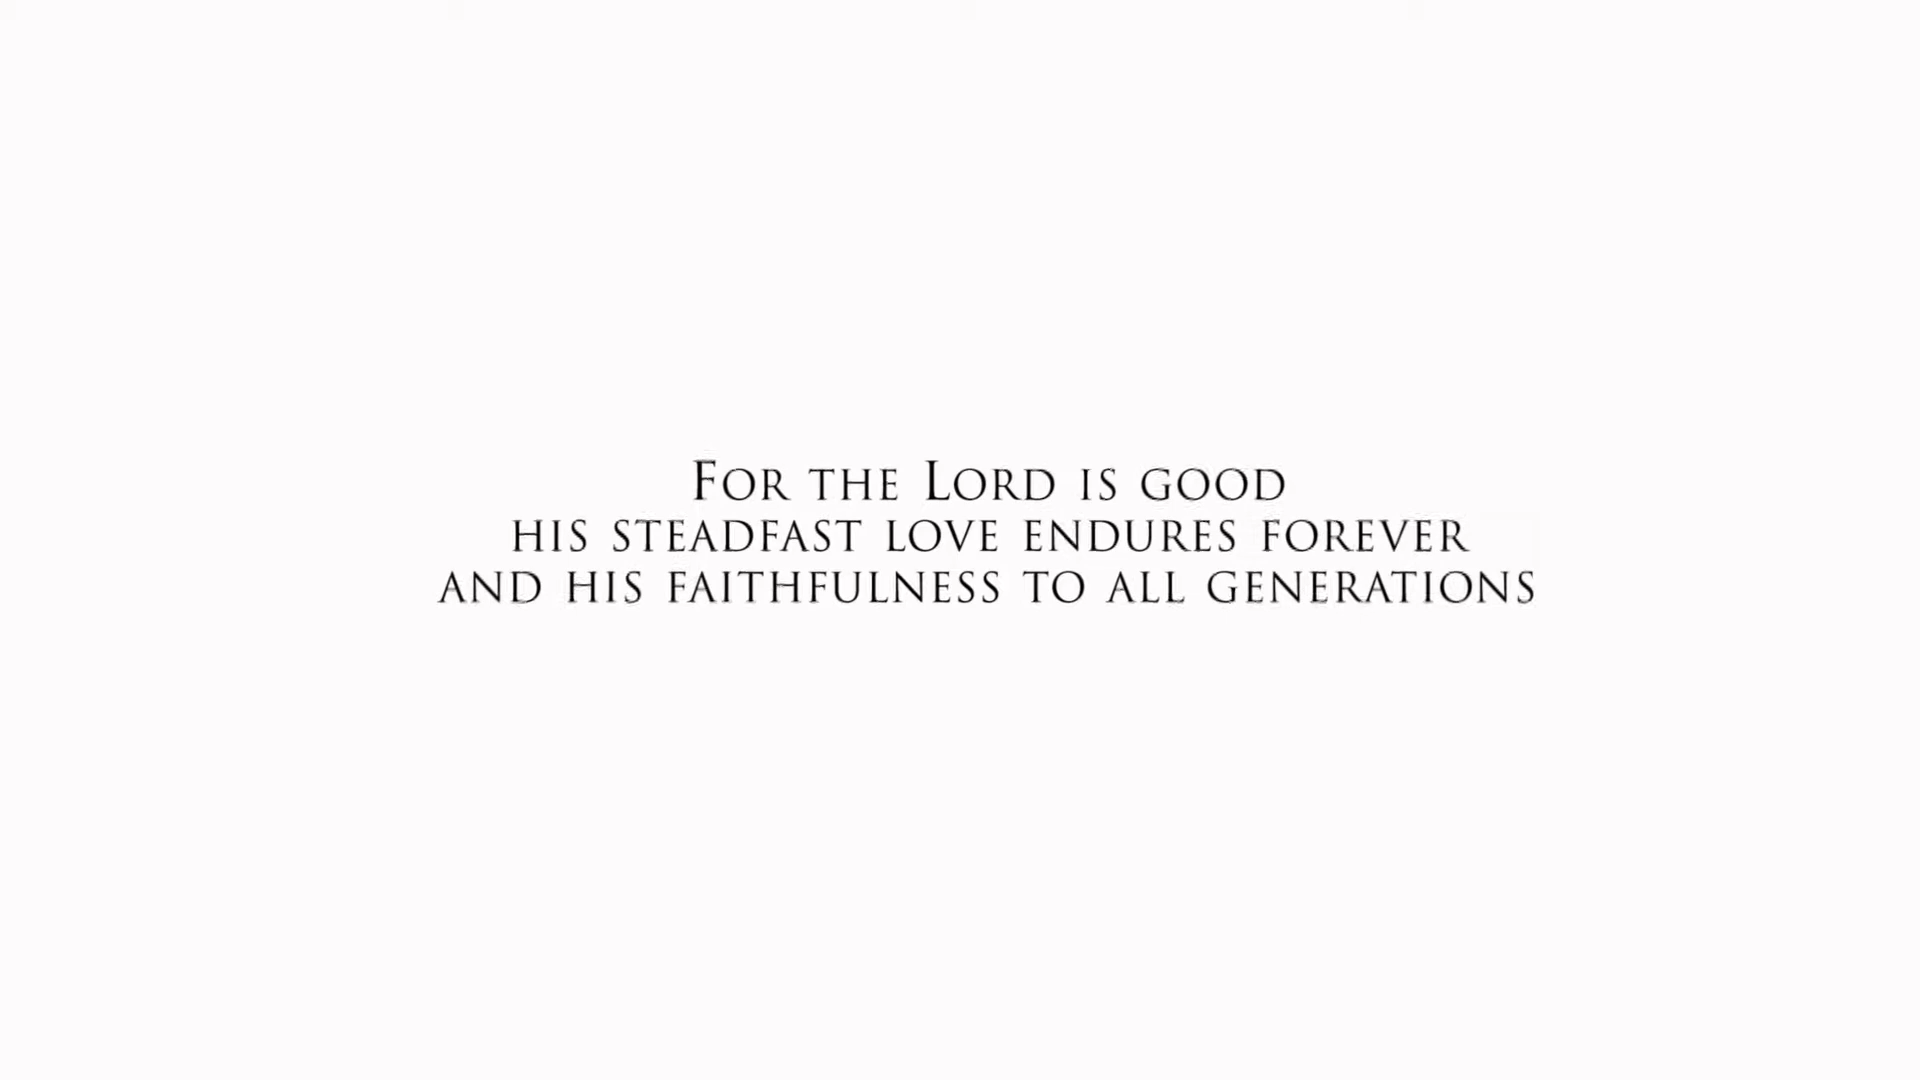 For the Lord is good
his steadfast love endures forever
and his faithfulness to all generations